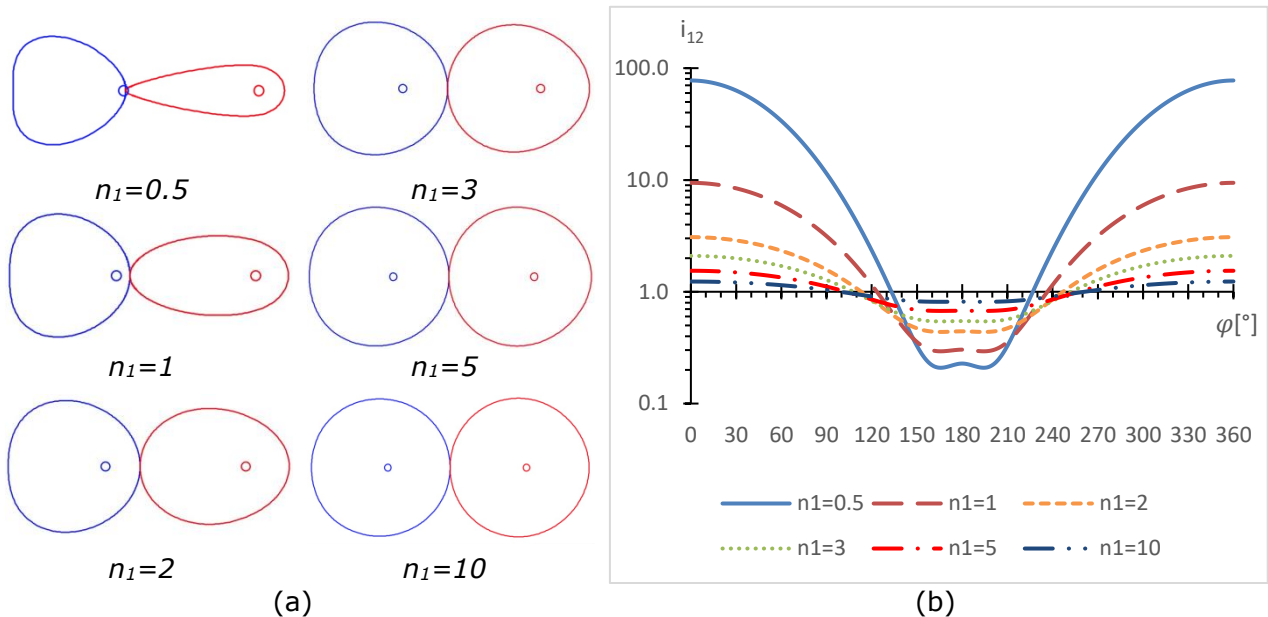 n₁=0.5
n₁=3
n₁=1
n₁=5
n₁=2
n₁=10
(a)
i₁₂
100.0
10.0
1.0
0.1
φ[°]
0 30 60 90 120 150 180 210 240 270 300 330 360
n1=0.5 n1=1 n1=2
n1=3 n1=5 n1=10
(b)